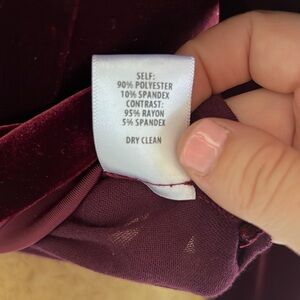 SELF:
90% POLYESTER
10% SPANDEX
CONTRAST:
95% RAYON
5% SPANDEX
DRY CLEAN